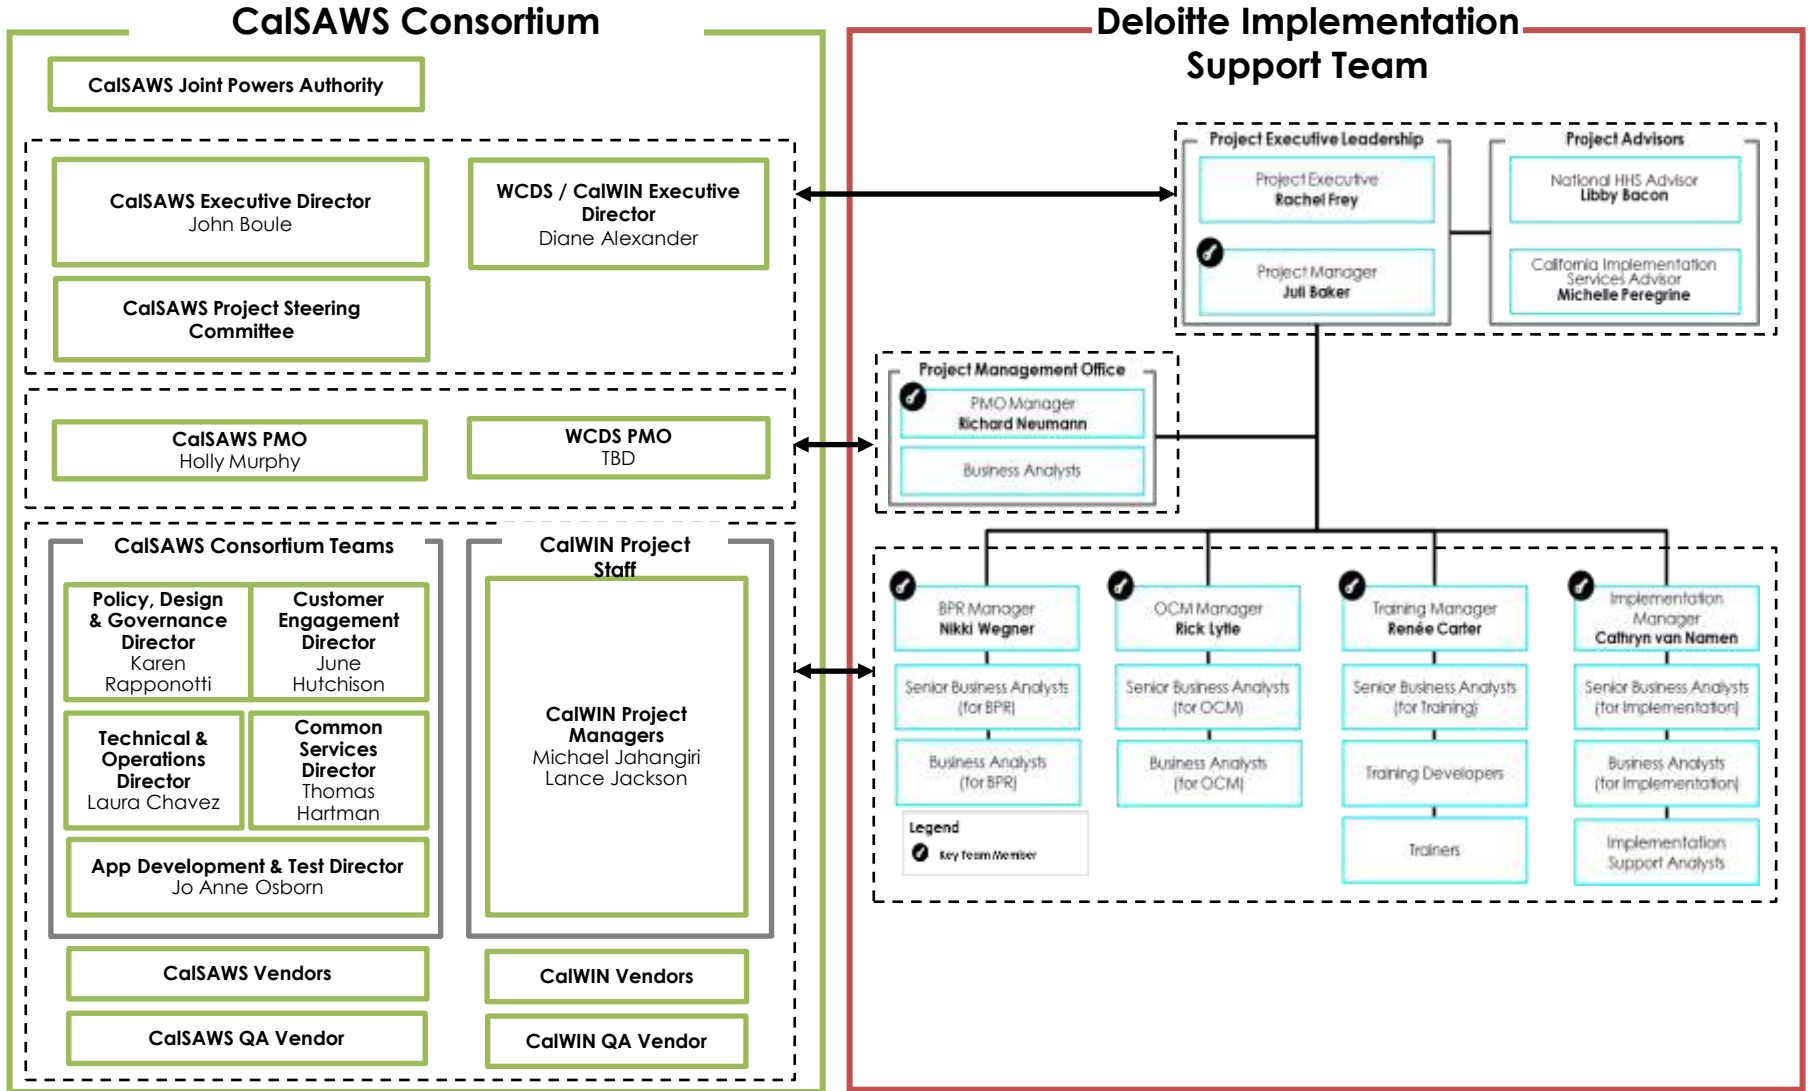 CalSAWS Consortium
CalSAWS Joint Powers Authority
CalSAWS Executive Director
John Boule
WCDS / CalWIN Executive
Director
Diane Alexander
CalSAWS Project Steering
Committee
CalSAWS PMO
Holly Murphy
WCDS PMO
TBD
CalSAWS Consortium Teams
Policy, Design
& Governance
Director
Karen
Rapponotti
Customer
Engagement
Director
June
Hutchison
Technical &
Operations
Director
Laura Chavez
Common
Services
Director
Thomas
Hartman
App Development & Test Director
Jo Anne Osborn
CalWIN Project
Staff
CalWIN Project
Managers
Michael Jahangiri
Lance Jackson
CalSAWS Vendors
CalWIN Vendors
CalSAWS QA Vendor
CalWIN QA Vendor
Deloitte Implementation
Support Team
Project Executive Leadership
Project Executive
Rachel Frey
Project Manager
Juli Baker
Project Advisors
National HHS Advisor
Libby Bacon
California Implementation
Services Advisor
Michelle Peregrine
Project Management Office
PMO Manager
Richard Neumann
Business Analysts
BPR Manager
Nikki Wegner
Senior Business Analysts
(for BPR)
Business Analysts
(for BPR)
OCM Manager
Rick Lytle
Senior Business Analysts
(for OCM)
Business Analysts
(for OCM)
Training Manager
Renée Carter
Senior Business Analysts
(for Training)
Training Developers
Trainers
Implementation
Manager
Cathryn van Namen
Senior Business Analysts
(for Implementation)
Business Analysts
(for Implementation)
Implementation
Support Analysts
Legend
Key Team Member